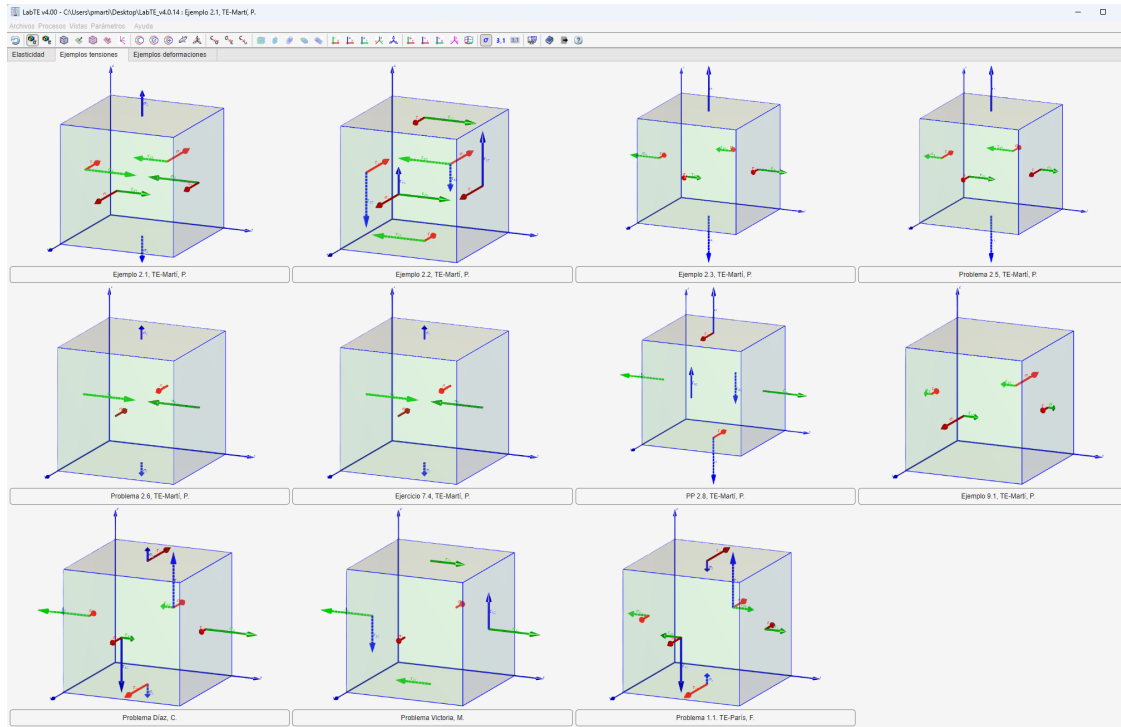 LabTE v4.00 - C:\Users\pmarti\Desktop\LabTE_v4.0.14 : Ejemplo 2.1, TE-Martí, P.
Archivos Procesos Vistas Parámetros Ayuda
Elasticidad Ejemplos tensiones Ejemplos deformaciones
Ejemplo 2.1, TE-Martí, P. Ejemplo 2.2, TE-Martí, P. Ejemplo 2.3, TE-Martí, P. Problema 2.5, TE-Martí, P.
Problema 2.6, TE-Martí, P. Ejercicio 7.4, TE-Martí, P. PP 2.8, TE-Martí, P. Ejemplo 9.1, TE-Martí, P.
Problema Díaz, C. Problema Victoria, M. Problema 1.1. TE-París, F.